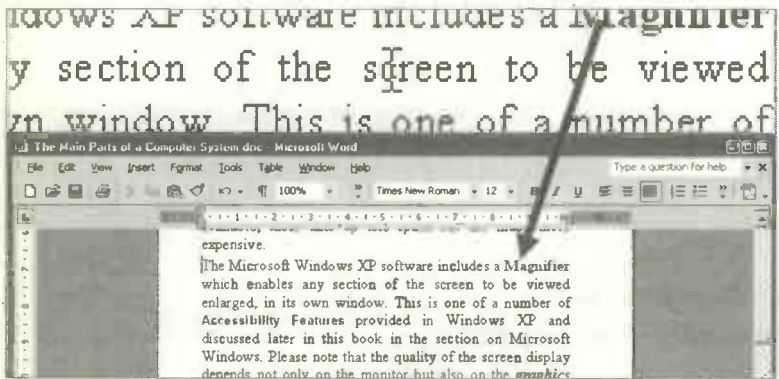 dows XP software includes a Magnifier
y section of the screen to be viewed
n window. This is one of a number of
The Main Parts of a Computer System.doc - Microsoft Word
File Edit View Insert Format Tools Table Window Help Type a question for help
100% Times New Roman 12 B I U
expensive.
The Microsoft Windows XP software includes a Magnifier
which enables any section of the screen to be viewed
enlarged, in its own window. This is one of a number of
Accessibility Features provided in Windows XP and
discussed later in this book in the section on Microsoft
Windows. Please note that the quality of the screen display
depends not only on the monitor but also on the graphics